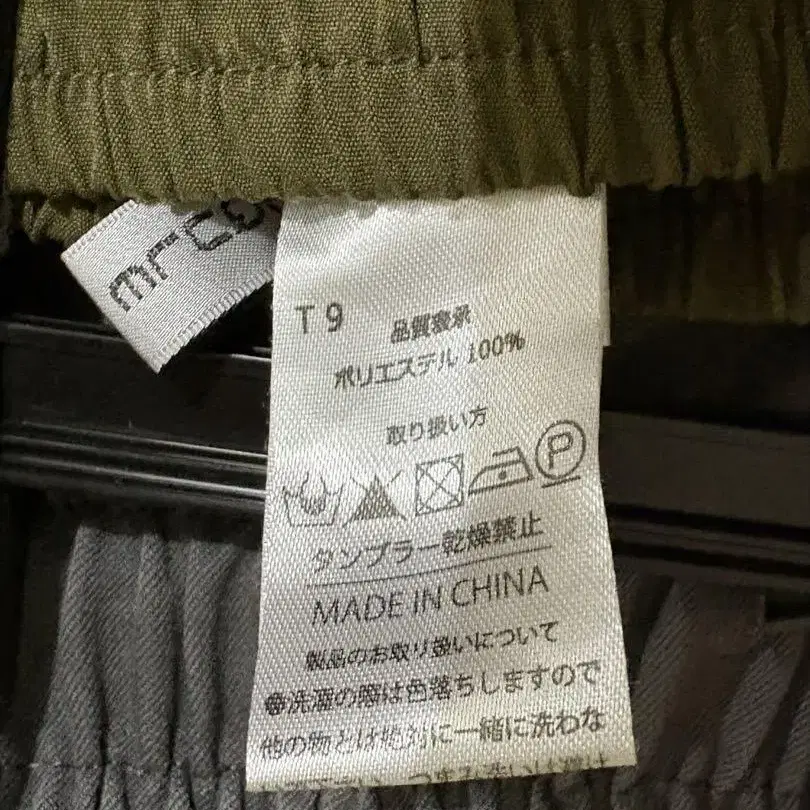 T9
品質表示
ポリエステル 100%
取り扱い方
P
タンブラー乾燥禁止
MADE IN CHINA
製品のお取り扱いについて
●洗濯の際は色落ちしますので
他の物とは絶対に一緒に洗わな